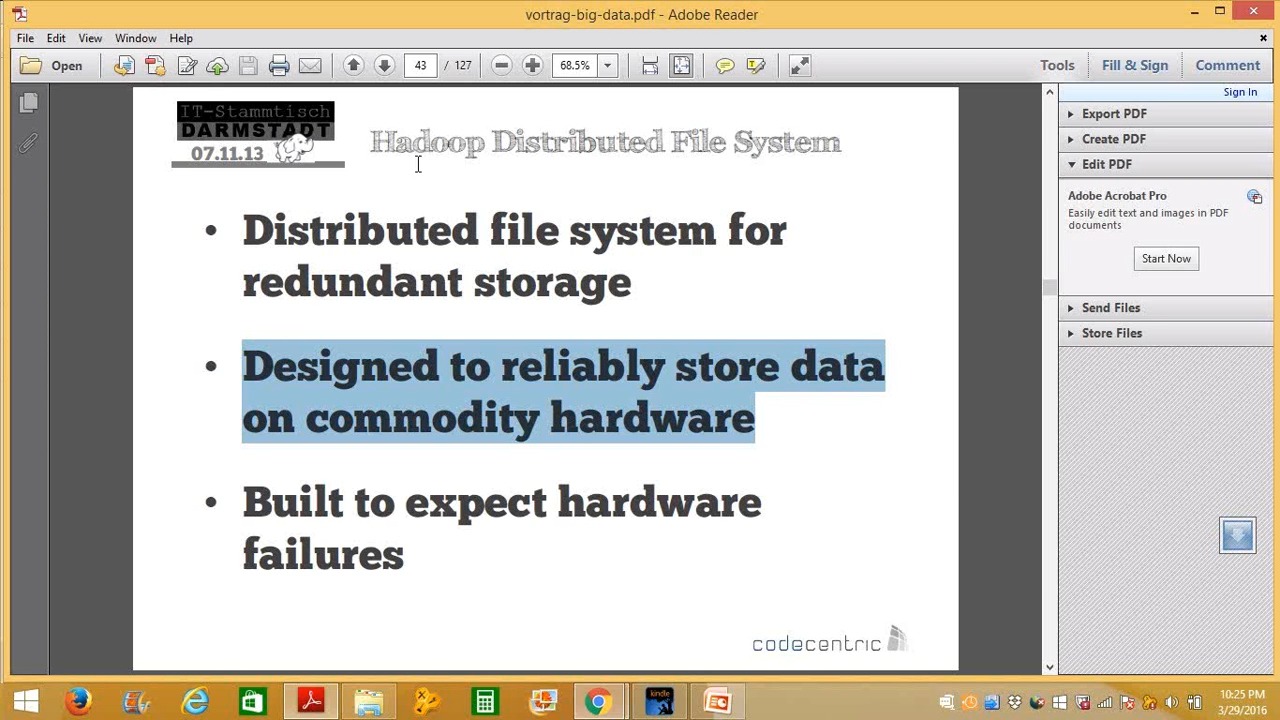 vortrag-big-data.pdf - Adobe Reader
File Edit View Window Help
Open 43 / 127 68.5% Tools Fill & Sign Comment
Sign In
Export PDF
Create PDF
Edit PDF
Adobe Acrobat Pro
Easily edit text and images in PDF
documents
Start Now
Send Files
Store Files
IT-Stammtisch
DARMSTADT
07.11.13
Hadoop Distributed File System
• Distributed file system for
redundant storage
• Designed to reliably store data
on commodity hardware
• Built to expect hardware
failures
codecentric
kindle
10:25 PM
3/29/2016